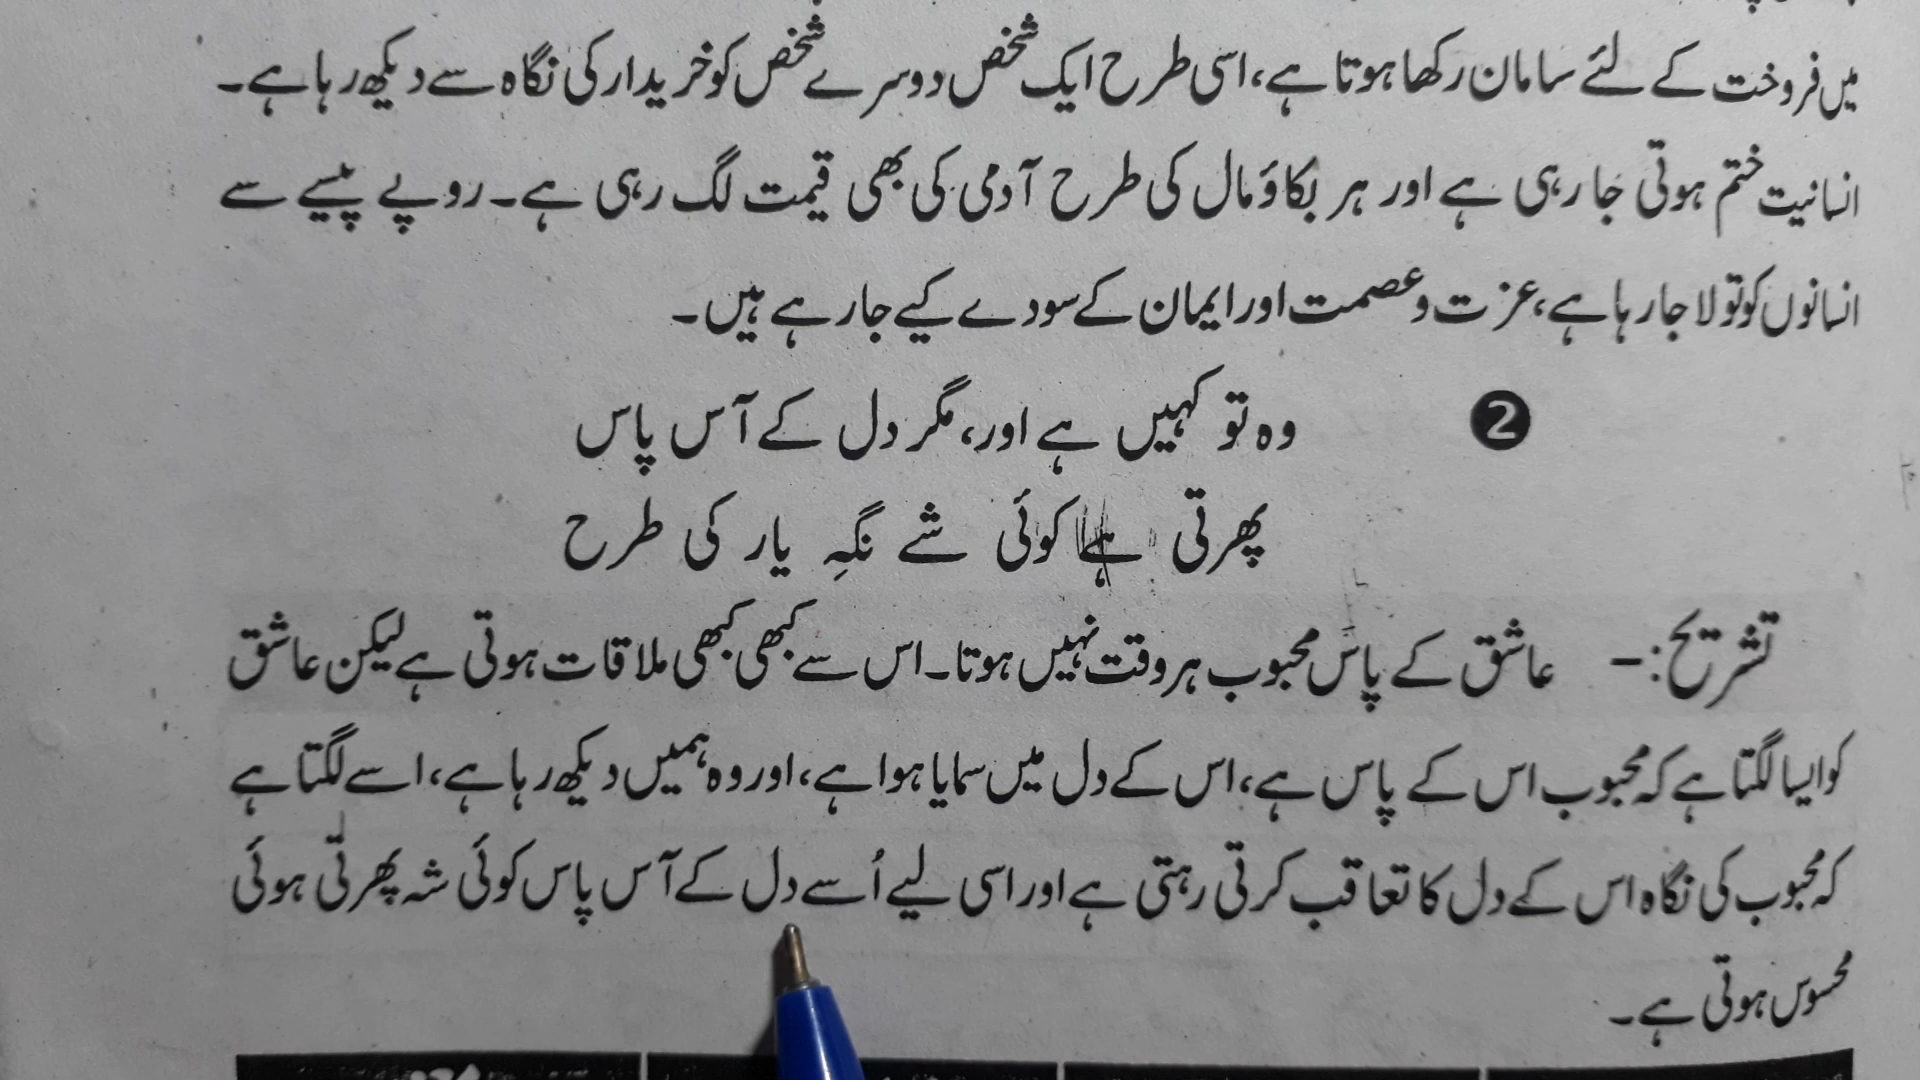 میں فروخت کے لئے سامان رکھا ہوتا ہے، اسی طرح ایک شخص دوسرے شخص کو خریدار کی نگاہ سے دیکھ رہا ہے۔
انسانیت ختم ہوتی جا رہی ہے اور ہر بکاؤ مال کی طرح آدمی کی بھی قیمت لگ رہی ہے۔ روپے پیسے سے
انسانوں کو تولا جا رہا ہے، عزت و عصمت اور ایمان کے سودے کیے جا رہے ہیں۔
2 وہ تو کہیں ہے اور، مگر دل کے آس پاس
پھرتی ہے کوئی شے نگہِ یار کی طرح
تشریح:- عاشق کے پاس محبوب ہر وقت نہیں ہوتا۔ اس سے کبھی کبھی ملاقات ہوتی ہے لیکن عاشق
کو ایسا لگتا ہے کہ محبوب اس کے پاس ہے، اس کے دل میں سمایا ہوا ہے، اور وہ ہمیں دیکھ رہا ہے، اسے لگتا ہے
کہ محبوب کی نگاہ اس کے دل کا تعاقب کرتی رہتی ہے اور اسی لیے اُسے دل کے آس پاس کوئی شہ پھرتی ہوئی
محسوس ہوتی ہے۔